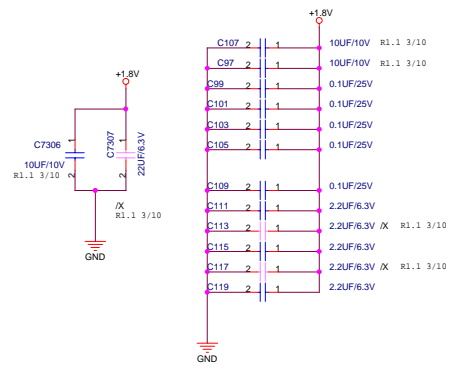 +1.8V
C107 2 1 10UF/10V R1.1 3/10
C97 2 1 10UF/10V R1.1 3/10
+1.8V
C99 2 1 0.1UF/25V
C101 2 1 0.1UF/25V
C103 2 1 0.1UF/25V
C105 2 1 0.1UF/25V
C7306 1 2
10UF/10V
R1.1 3/10
C7307 1 2
22UF/6.3V
/X
R1.1 3/10
GND
C109 2 1 0.1UF/25V
C111 2 1 2.2UF/6.3V
C113 2 1 2.2UF/6.3V /X R1.1 3/10
C115 2 1 2.2UF/6.3V
C117 2 1 2.2UF/6.3V /X R1.1 3/10
C119 2 1 2.2UF/6.3V
GND